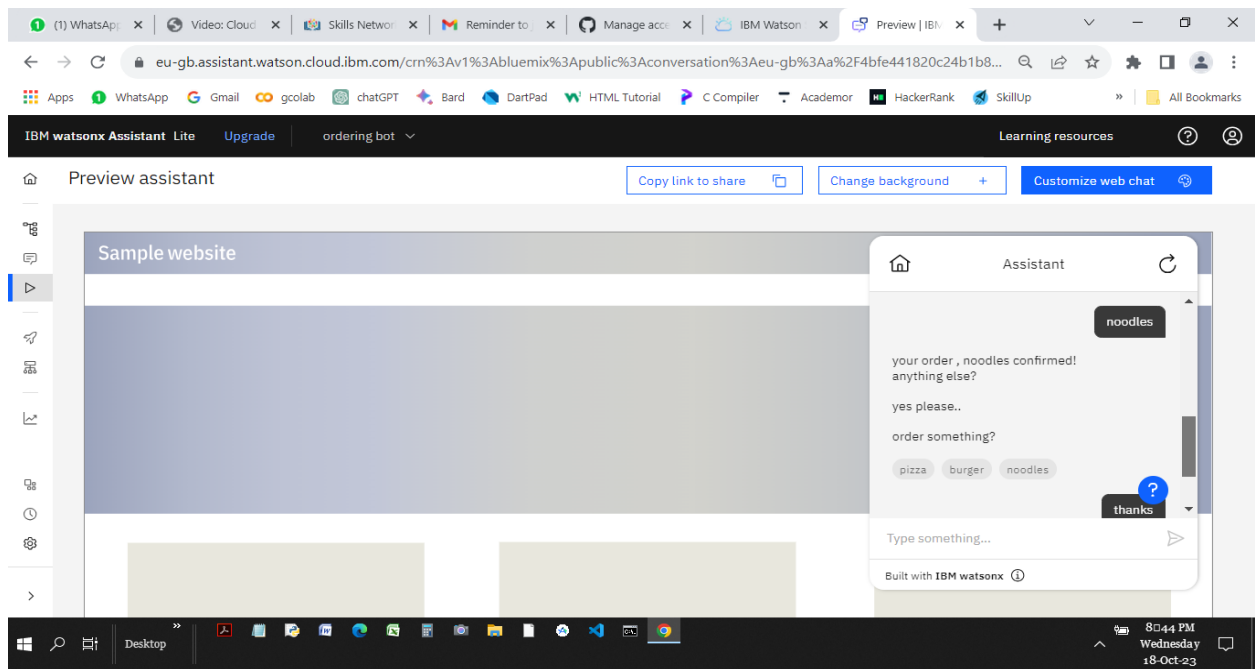 (1) WhatsApp
Video: Cloud
Skills Networ
Reminder to
Manage acce
IBM Watson
Preview | IBM
eu-gb.assistant.watson.cloud.ibm.com/crn%3Av1%3Abluemix%3Apublic%3Aconversation%3Aeu-gb%3Aa%2F4bfe441820c24b1b8...
Apps WhatsApp Gmail gcolab chatGPT Bard DartPad HTML Tutorial C Compiler Academor HackerRank SkillUp » All Bookmarks
IBM watsonx Assistant Lite Upgrade ordering bot Learning resources
Preview assistant Copy link to share Change background + Customize web chat
Sample website
Assistant
noodles
your order , noodles confirmed!
anything else?
yes please..
order something?
pizza burger noodles
?
thanks
Type something...
Built with IBM watsonx
Desktop »
8:44 PM
Wednesday
18-Oct-23